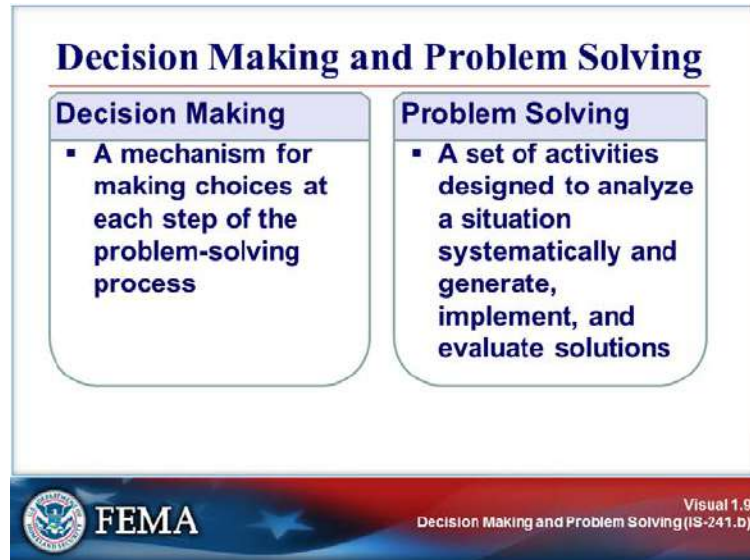 Decision Making and Problem Solving
Decision Making
▪ A mechanism for
making choices at
each step of the
problem-solving
process
Problem Solving
▪ A set of activities
designed to analyze
a situation
systematically and
generate,
implement, and
evaluate solutions
FEMA
Visual 1.9
Decision Making and Problem Solving (IS-241.b)